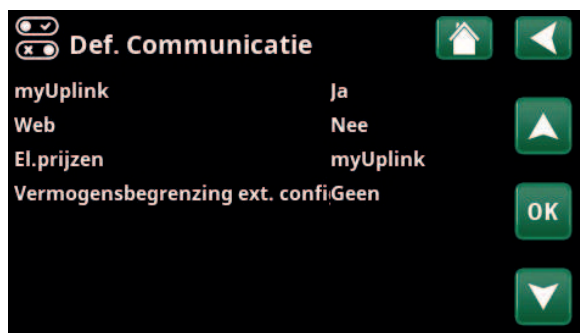 Def. Communicatie
myUplink Ja
Web Nee
El.prijzen myUplink
Vermogensbegrenzing ext. confi Geen
OK